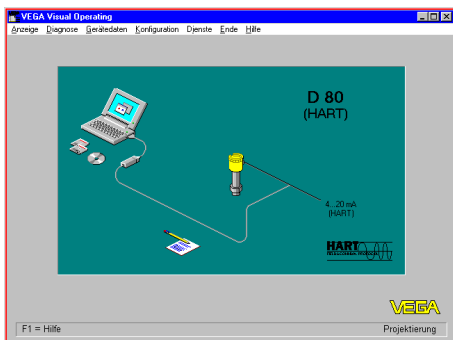 VEGA Visual Operating
Anzeige Diagnose Gerätedaten Konfiguration Dienste Ende Hilfe
D 80
(HART)
4...20 mA
(HART)
HART
VEGA
F1 = Hilfe
Projektierung